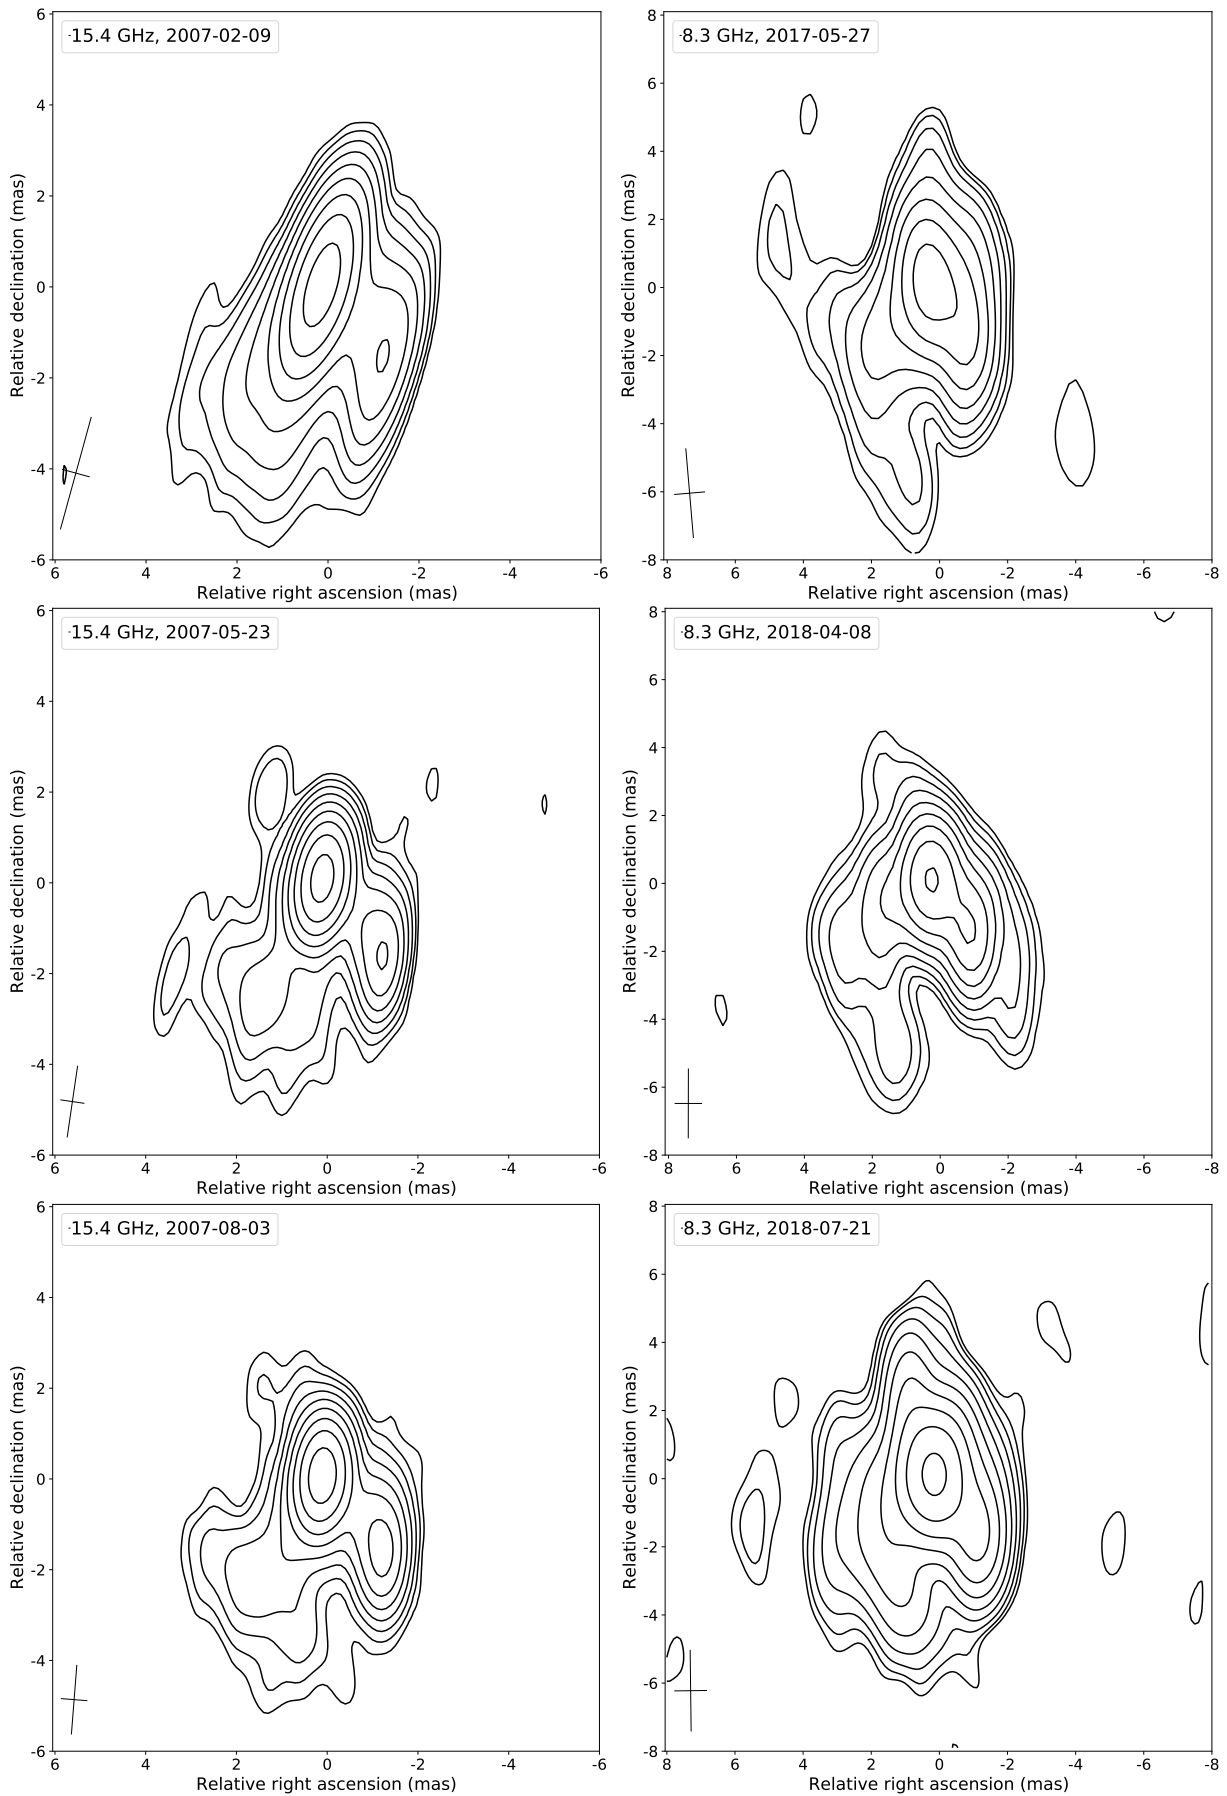 15.4 GHz, 2007-02-09
6
4
2
0
-2
-4
-6
6 4 2 0 -2 -4 -6
Relative declination (mas)
Relative right ascension (mas)
8.3 GHz, 2017-05-27
8
6
4
2
0
-2
-4
-6
-8
8 6 4 2 0 -2 -4 -6 -8
Relative declination (mas)
Relative right ascension (mas)
15.4 GHz, 2007-05-23
6
4
2
0
-2
-4
-6
6 4 2 0 -2 -4 -6
Relative declination (mas)
Relative right ascension (mas)
8.3 GHz, 2018-04-08
8
6
4
2
0
-2
-4
-6
-8
8 6 4 2 0 -2 -4 -6 -8
Relative declination (mas)
Relative right ascension (mas)
15.4 GHz, 2007-08-03
6
4
2
0
-2
-4
-6
6 4 2 0 -2 -4 -6
Relative declination (mas)
Relative right ascension (mas)
8.3 GHz, 2018-07-21
8
6
4
2
0
-2
-4
-6
-8
8 6 4 2 0 -2 -4 -6 -8
Relative declination (mas)
Relative right ascension (mas)